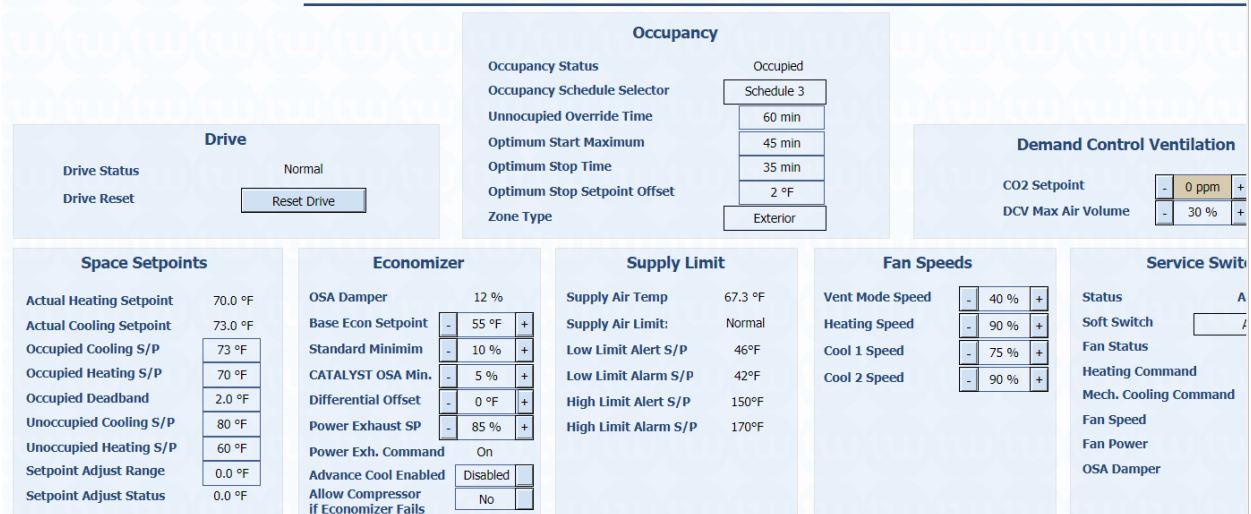 Occupancy
Occupancy Status Occupied
Occupancy Schedule Selector Schedule 3
Unnocupied Override Time 60 min
Optimum Start Maximum 45 min
Optimum Stop Time 35 min
Optimum Stop Setpoint Offset 2 °F
Zone Type Exterior
Drive
Drive Status Normal
Drive Reset Reset Drive
Demand Control Ventilation
CO2 Setpoint - 0 ppm +
DCV Max Air Volume - 30 % +
Space Setpoints
Actual Heating Setpoint 70.0 °F
Actual Cooling Setpoint 73.0 °F
Occupied Cooling S/P 73 °F
Occupied Heating S/P 70 °F
Occupied Deadband 2.0 °F
Unoccupied Cooling S/P 80 °F
Unoccupied Heating S/P 60 °F
Setpoint Adjust Range 0.0 °F
Setpoint Adjust Status 0.0 °F
Economizer
OSA Damper 12 %
Base Econ Setpoint - 55 °F +
Standard Minimim - 10 % +
CATALYST OSA Min. - 5 % +
Differential Offset - 0 °F +
Power Exhaust SP - 85 % +
Power Exh. Command On
Advance Cool Enabled Disabled
Allow Compressor
if Economizer Fails No
Supply Limit
Supply Air Temp 67.3 °F
Supply Air Limit: Normal
Low Limit Alert S/P 46°F
Low Limit Alarm S/P 42°F
High Limit Alert S/P 150°F
High Limit Alarm S/P 170°F
Fan Speeds
Vent Mode Speed - 40 % +
Heating Speed - 90 % +
Cool 1 Speed - 75 % +
Cool 2 Speed - 90 % +
Service
Status
Soft Switch
Fan Status
Heating Command
Mech. Cooling Command
Fan Speed
Fan Power
OSA Damper